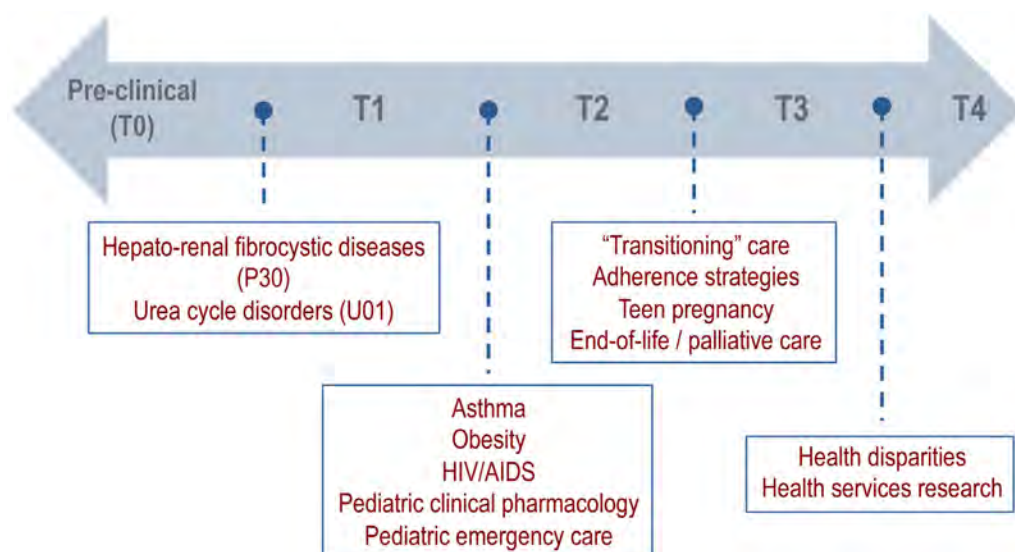 Pre-clinical
(T0)
T1
T2
T3
T4
Hepato-renal fibrocystic diseases
(P30)
Urea cycle disorders (U01)
“Transitioning” care
Adherence strategies
Teen pregnancy
End-of-life / palliative care
Asthma
Obesity
HIV/AIDS
Pediatric clinical pharmacology
Pediatric emergency care
Health disparities
Health services research